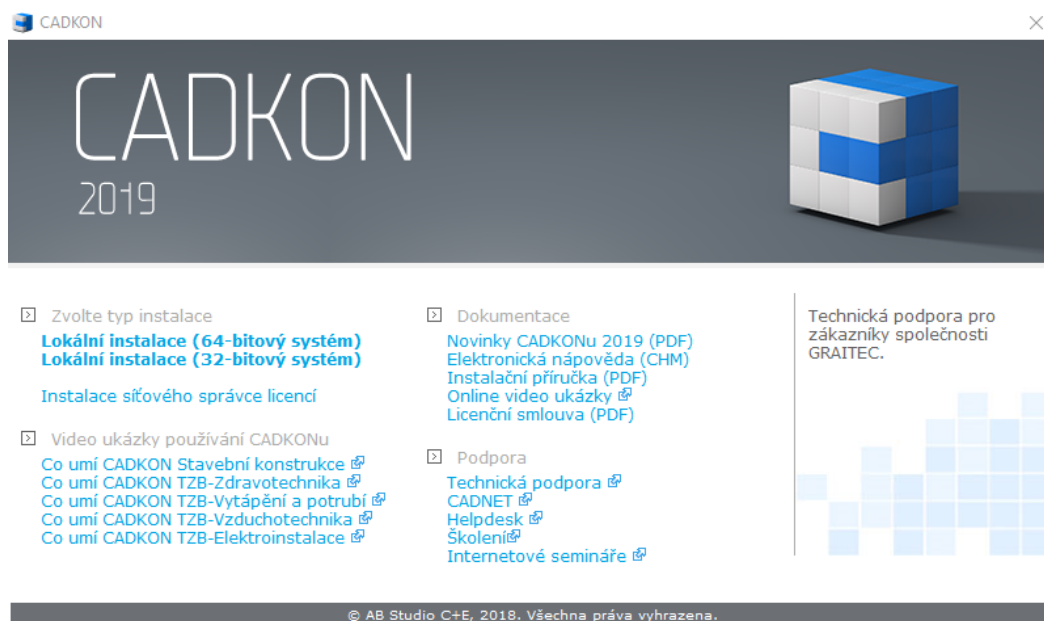 CADKON
CADKON
2019
Zvolte typ instalace
Lokální instalace (64-bitový systém)
Lokální instalace (32-bitový systém)
Instalace síťového správce licencí
Video ukázky používání CADKONu
Co umí CADKON Stavební konstrukce
Co umí CADKON TZB-Zdravotechnika
Co umí CADKON TZB-Vytápění a potrubí
Co umí CADKON TZB-Vzduchotechnika
Co umí CADKON TZB-Elektroinstalace
Dokumentace
Novinky CADKONu 2019 (PDF)
Elektronická nápověda (CHM)
Instalační příručka (PDF)
Online video ukázky
Licenční smlouva (PDF)
Podpora
Technická podpora
CADNET
Helpdesk
Školení
Internetové semináře
Technická podpora pro
zákazníky společnosti
GRAITEC.
© AB Studio C+E, 2018. Všechna práva vyhrazena.